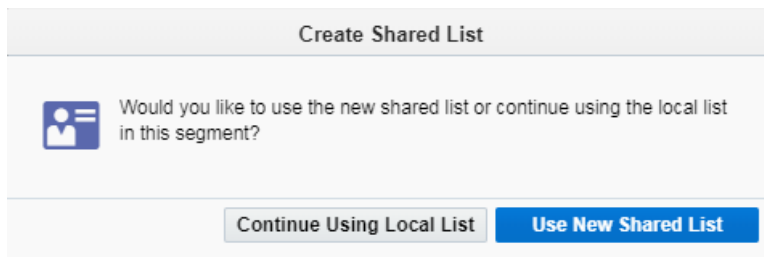 Create Shared List
Would you like to use the new shared list or continue using the local list
in this segment?
Continue Using Local List
Use New Shared List